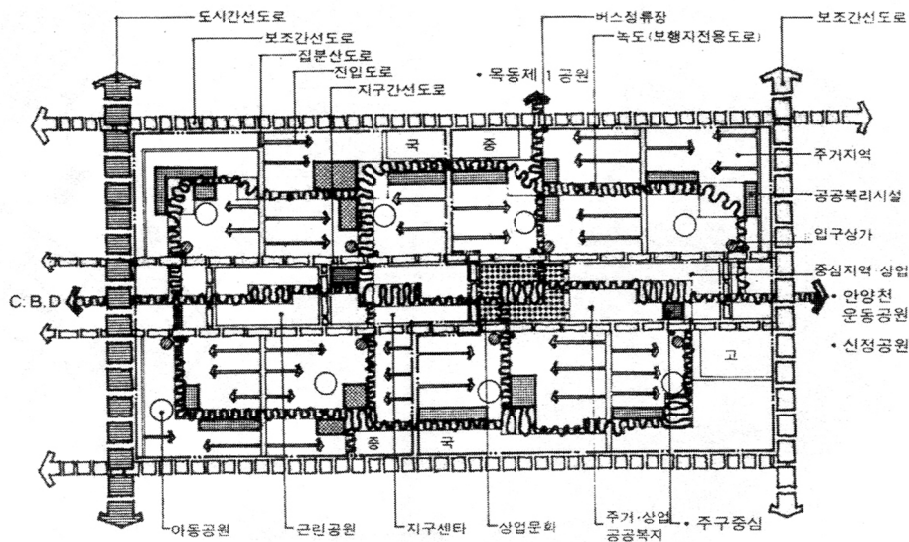 도시간선도로
보조간선도로
집분산도로
진입도로
지구간선도로
버스정류장
녹도(보행자전용도로)
보조간선도로
• 목동제 1 공원
국
중
주거지역
공공복리시설
입구상가
중심지역·상업
C.B.D
• 안양천
운동공원
• 신정공원
고
중
국
아동공원
근린공원
지구센타
상업문화
주거·상업
공공복지
• 주구중심